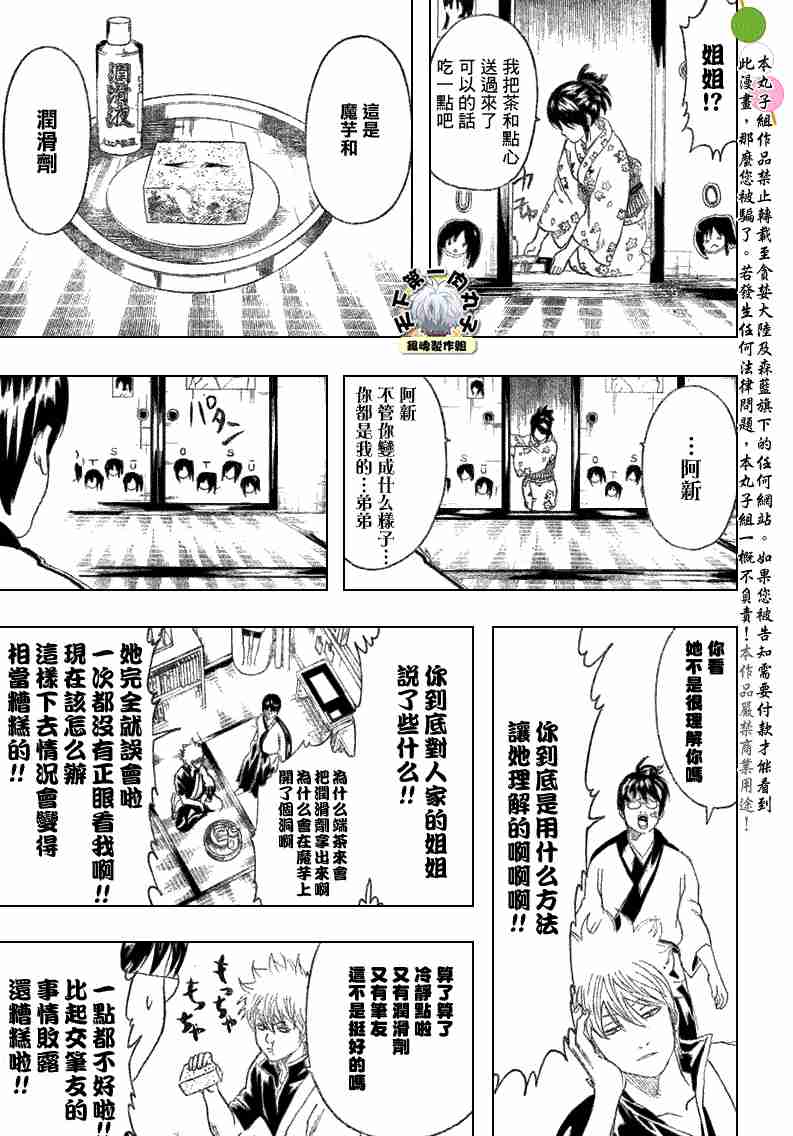 姐姐!?
我把茶和點心
送過來了
可以的話
吃一點吧
這是
魔芋和
潤滑劑
潤滑液
天下第一肉丸子
銀魂製作組
…阿新
阿新
不管你變成什么樣子…
你都是我的…弟弟
O
T
S
U
パタン
O
T
S
U
你看
她不是很理解你嗎
你到底是用什么方法
讓她理解的啊啊啊!!
你到底對人家的姐姐
說了些什么!!
為什么端茶來會
把潤滑劑拿出來啊
為什么會在魔芋上
開了個洞啊
她完全就誤會啦
一次都沒有正眼看我啊!!
現在該怎么辦
這樣下去情況會變得
相當糟糕的!!
算了算了
冷靜點啦
又有潤滑劑
又有筆友
這不是挺好的嗎
もっちゃ
もっちゃ
一點都不好啦!!
比起交筆友的
事情敗露
還糟糕啦!!
本丸子組作品禁止轉載至貪婪大陸及森藍旗下的任何網站。如果您被告知需要付款才能看到
此漫畫，那麼您被騙了。若發生任何法律問題，本丸子組一概不負責！本作品嚴禁商業用途！